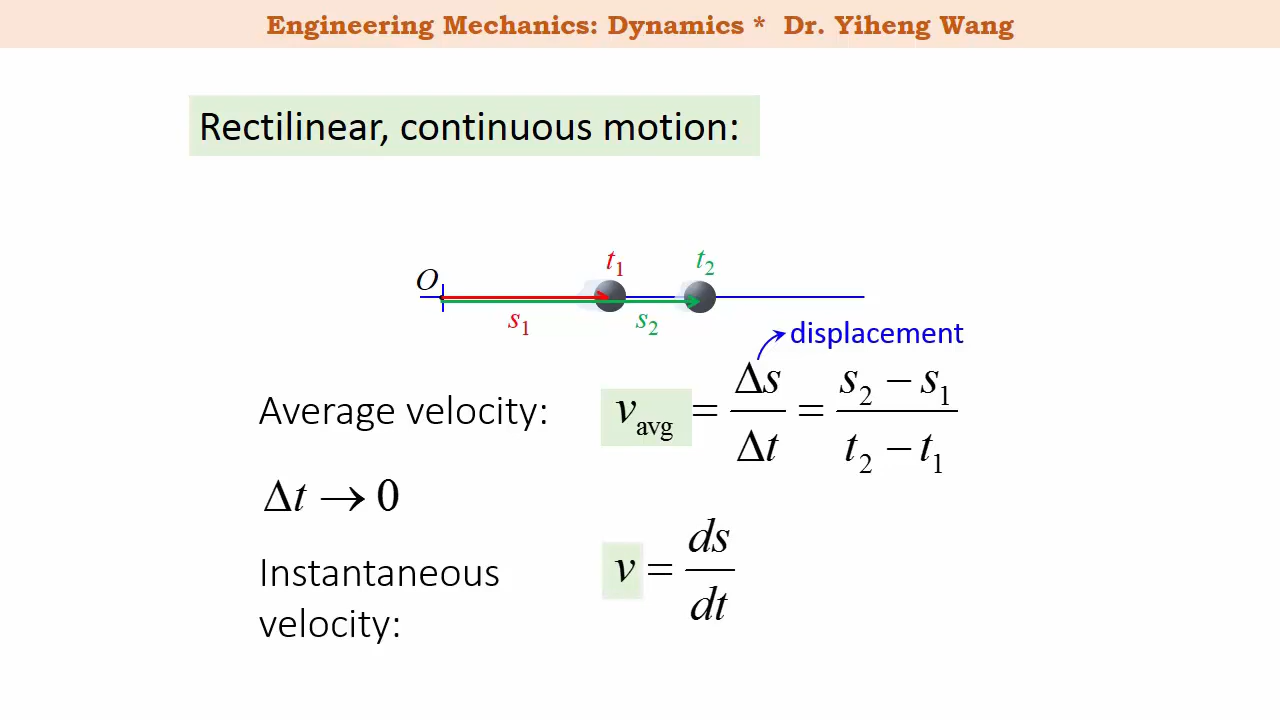 Engineering Mechanics: Dynamics * Dr. Yiheng Wang
Rectilinear, continuous motion:
t₁ t₂
O
s₁ s₂
displacement
Average velocity: v_avg = Δs/Δt = (s₂ − s₁)/(t₂ − t₁)
Δt → 0
Instantaneous
velocity:
v = ds/dt